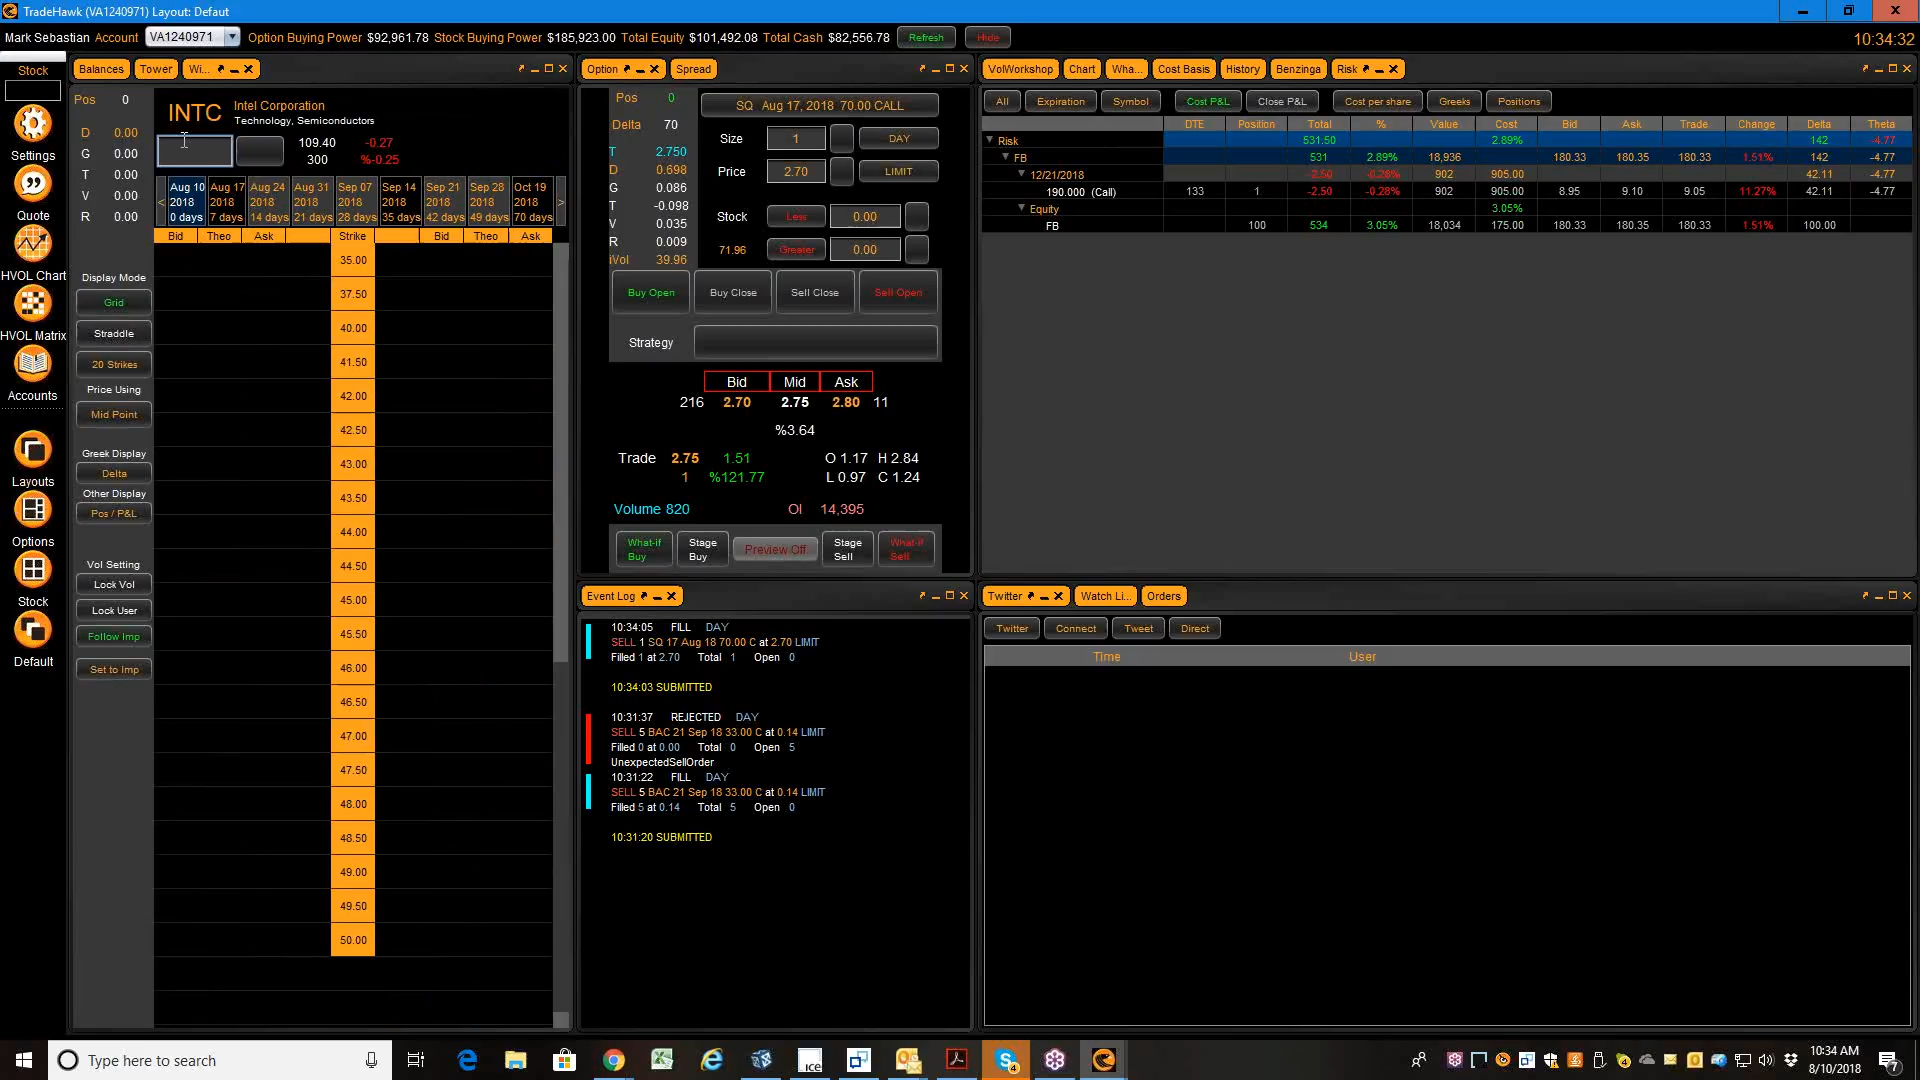 TradeHawk (VA1240971) Layout: Defaut
Mark Sebastian Account VA1240971 Option Buying Power $92,961.78 Stock Buying Power $185,923.00 Total Equity $101,492.08 Total Cash $82,556.78 Refresh Hide 10:34:32
Stock
Settings
Quote
HVOL Chart
HVOL Matrix
Accounts
Layouts
Options
Stock
Default
Balances Tower Wi...
Pos 0
D 0.00
G 0.00
T 0.00
V 0.00
R 0.00
INTC Intel Corporation
Technology, Semiconductors
109.40 -0.27
300 %-0.25
Aug 10 Aug 17 Aug 24 Aug 31 Sep 07 Sep 14 Sep 21 Sep 28 Oct 19
2018 2018 2018 2018 2018 2018 2018 2018 2018
< 0 days 7 days 14 days 21 days 28 days 35 days 42 days 49 days 70 days >
Bid Theo Ask Strike Bid Theo Ask
35.00
37.50
40.00
41.50
42.00
42.50
43.00
43.50
44.00
44.50
45.00
45.50
46.00
46.50
47.00
47.50
48.00
48.50
49.00
49.50
50.00
Display Mode
Grid
Straddle
20 Strikes
Price Using
Mid Point
Greek Display
Delta
Other Display
Pos / P&L
Vol Setting
Lock Vol
Lock User
Follow Imp
Set to Imp
Option Spread
Pos 0 SQ Aug 17, 2018 70.00 CALL
Delta 70 Size 1 DAY
T 2.750
D 0.698 Price 2.70 LIMIT
G 0.086
T -0.098
V 0.035 Stock Less 0.00
R 0.009
iVol 39.96 71.96 Greater 0.00
Buy Open Buy Close Sell Close Sell Open
Strategy
Bid Mid Ask
216 2.70 2.75 2.80 11
%3.64
Trade 2.75 1.51 O 1.17 H 2.84
1 %121.77 L 0.97 C 1.24
Volume 820 OI 14,395
What-if Buy Stage Buy Preview Off Stage Sell What-if Sell
Event Log
10:34:05 FILL DAY
SELL 1 SQ 17 Aug 18 70.00 C at 2.70 LIMIT
Filled 1 at 2.70 Total 1 Open 0
10:34:03 SUBMITTED
10:31:37 REJECTED DAY
SELL 5 BAC 21 Sep 18 33.00 C at 0.14 LIMIT
Filled 0 at 0.00 Total 0 Open 5
UnexpectedSellOrder
10:31:22 FILL DAY
SELL 5 BAC 21 Sep 18 33.00 C at 0.14 LIMIT
Filled 5 at 0.14 Total 5 Open 0
10:31:20 SUBMITTED
VolWorkshop Chart Wha... Cost Basis History Benzinga Risk
All Expiration Symbol Cost P&L Close P&L Cost per share Greeks Positions
DTE Position Total % Value Cost Bid Ask Trade Change Delta Theta
Risk 531.50 2.89% 142 -4.77
FB 531 2.89% 18,936 180.33 180.35 180.33 1.51% 142 -4.77
12/21/2018 -2.50 -0.28% 902 905.00 42.11 -4.77
190.000 (Call) 133 1 -2.50 -0.28% 902 905.00 8.95 9.10 9.05 11.27% 42.11 -4.77
Equity 3.05%
FB 100 534 3.05% 18,034 175.00 180.33 180.35 180.33 1.51% 100.00
Twitter Watch Li... Orders
Twitter Connect Tweet Direct
Time User
Type here to search
ice
4
10:34 AM
8/10/2018
7